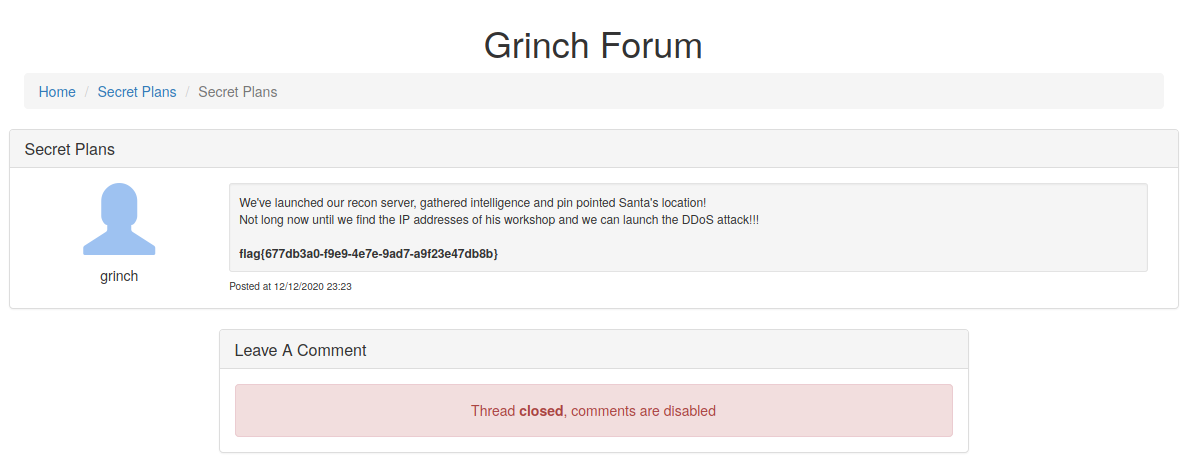 Grinch Forum
Home / Secret Plans / Secret Plans
Secret Plans
We've launched our recon server, gathered intelligence and pin pointed Santa's location!
Not long now until we find the IP addresses of his workshop and we can launch the DDoS attack!!!
flag{677db3a0-f9e9-4e7e-9ad7-a9f23e47db8b}
grinch
Posted at 12/12/2020 23:23
Leave A Comment
Thread closed, comments are disabled